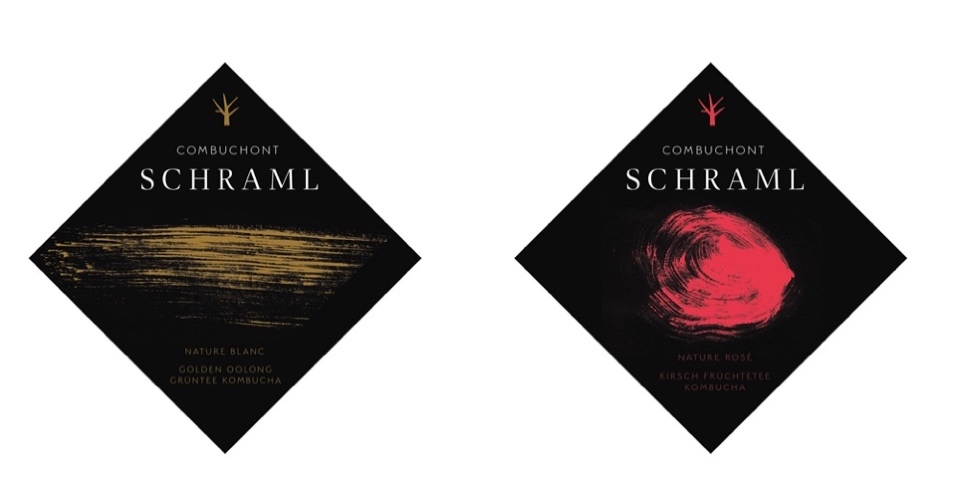 COMBUCHONT
SCHRAML
NATURE BLANC
GOLDEN OOLONG
GRÜNTEE KOMBUCHA
COMBUCHONT
SCHRAML
NATURE ROSÉ
KIRSCH FRÜCHTETEE
KOMBUCHA